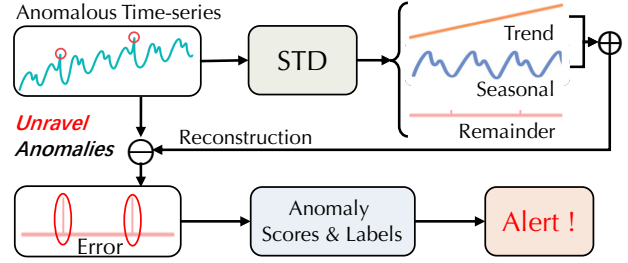 Anomalous Time-series
STD
Trend
Seasonal
Remainder
Unravel
Anomalies
Reconstruction
Error
Anomaly
Scores & Labels
Alert !